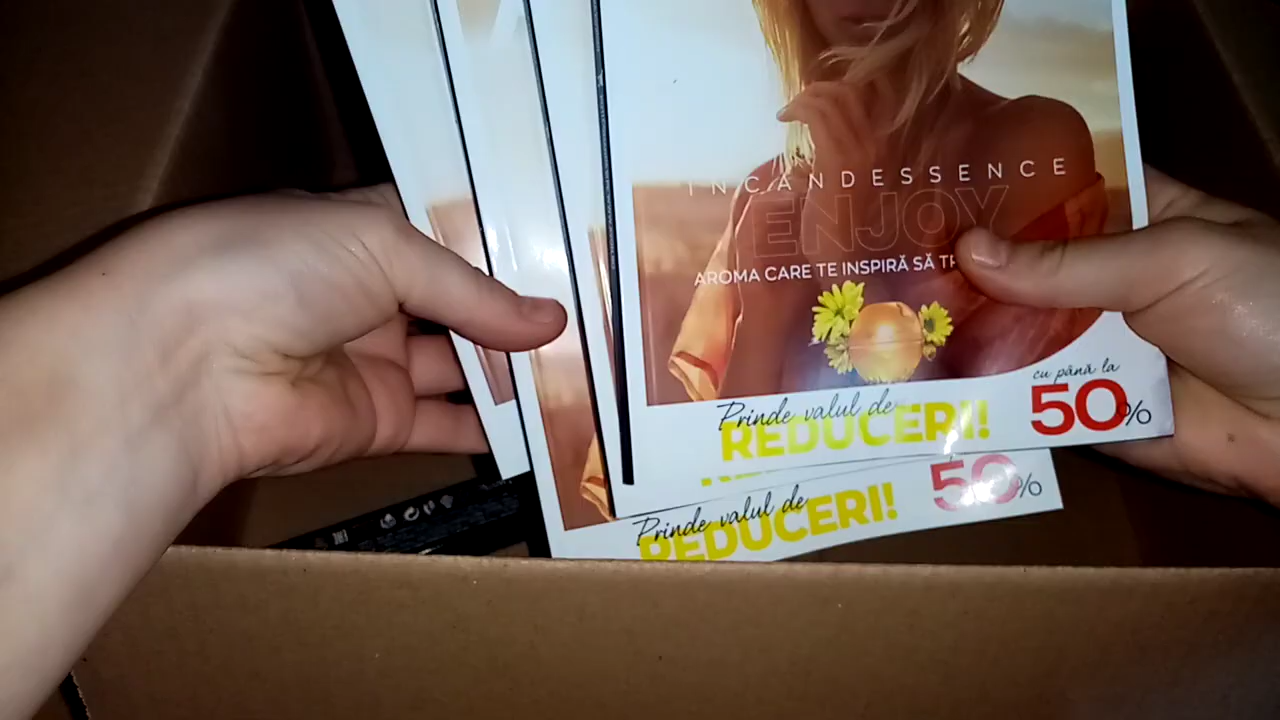 INCANDESSENCE
ENJOY
AROMA CARE TE INSPIRĂ SĂ
cu până la
50%
Prinde valul de
REDUCERI!
50%
Prinde valul de
REDUCERI!